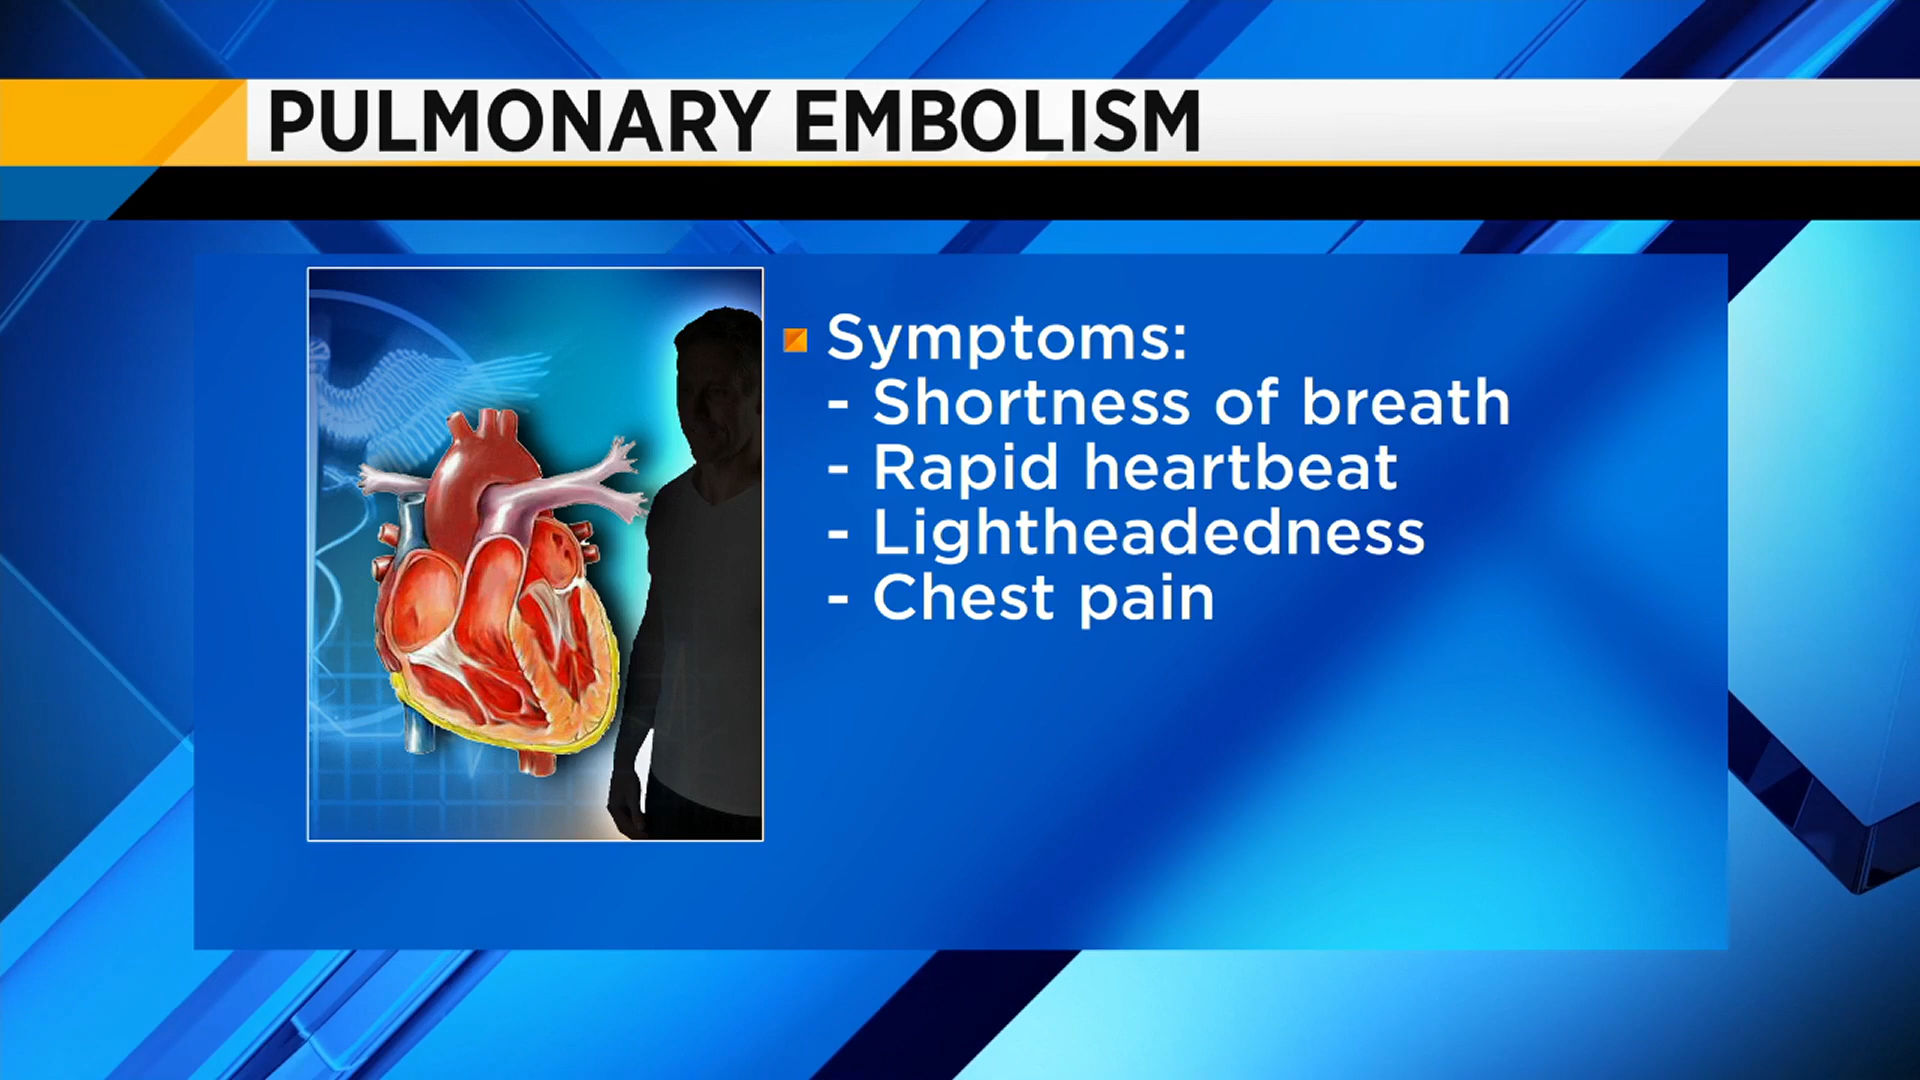 PULMONARY EMBOLISM
Symptoms:
- Shortness of breath
- Rapid heartbeat
- Lightheadedness
- Chest pain